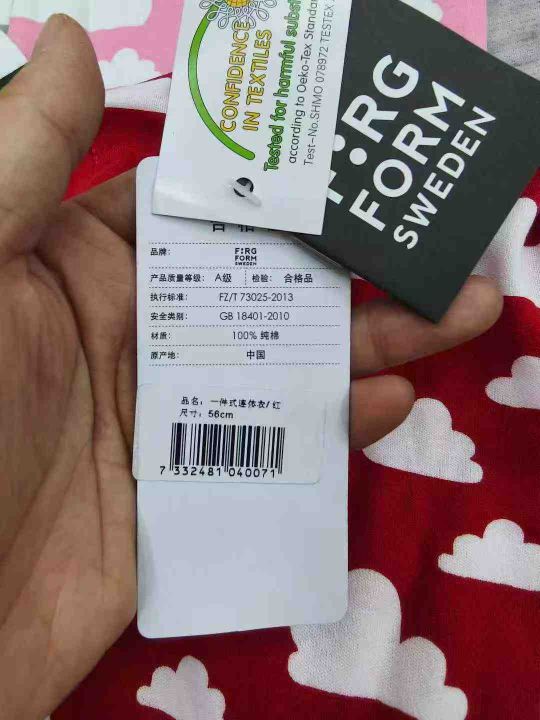 CONFIDENCE
IN TEXTILES
Tested for harmful subst
according to Oeko-Tex Standar
Test-No.SHMO 078972 TESTEX
F:RG
FORM
SWEDEN
品牌: F:RG FORM SWEDEN
产品质量等级: A级 检验: 合格品
执行标准: FZ/T 73025-2013
安全类别: GB 18401-2010
材质: 100% 纯棉
原产地: 中国
品名: 一件式连体衣/红
尺寸: 56cm
7 332481 040071